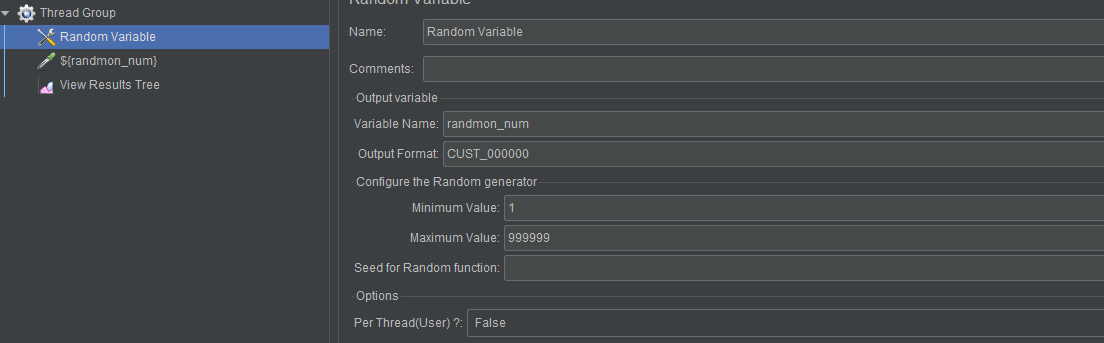 Thread Group
Random Variable
${randmon_num}
View Results Tree
Random Variable
Name: Random Variable
Comments:
Output variable
Variable Name: randmon_num
Output Format: CUST_000000
Configure the Random generator
Minimum Value: 1
Maximum Value: 999999
Seed for Random function:
Options
Per Thread(User) ?: False